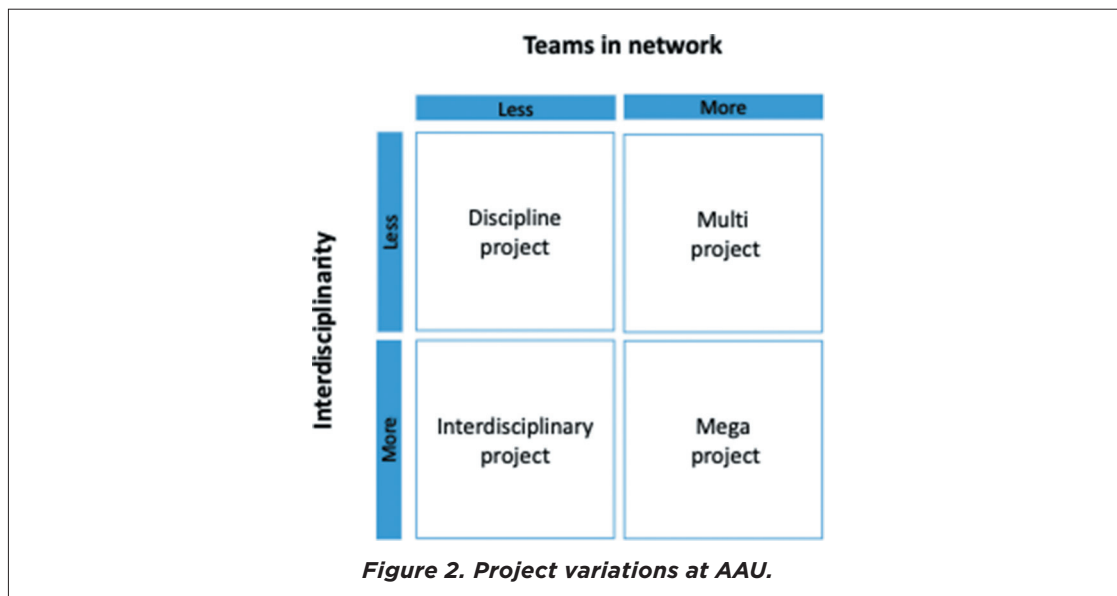 Teams in network
Less More
Interdisciplinarity
Less
Discipline
project
Multi
project
More
Interdisciplinary
project
Mega
project
Figure 2. Project variations at AAU.